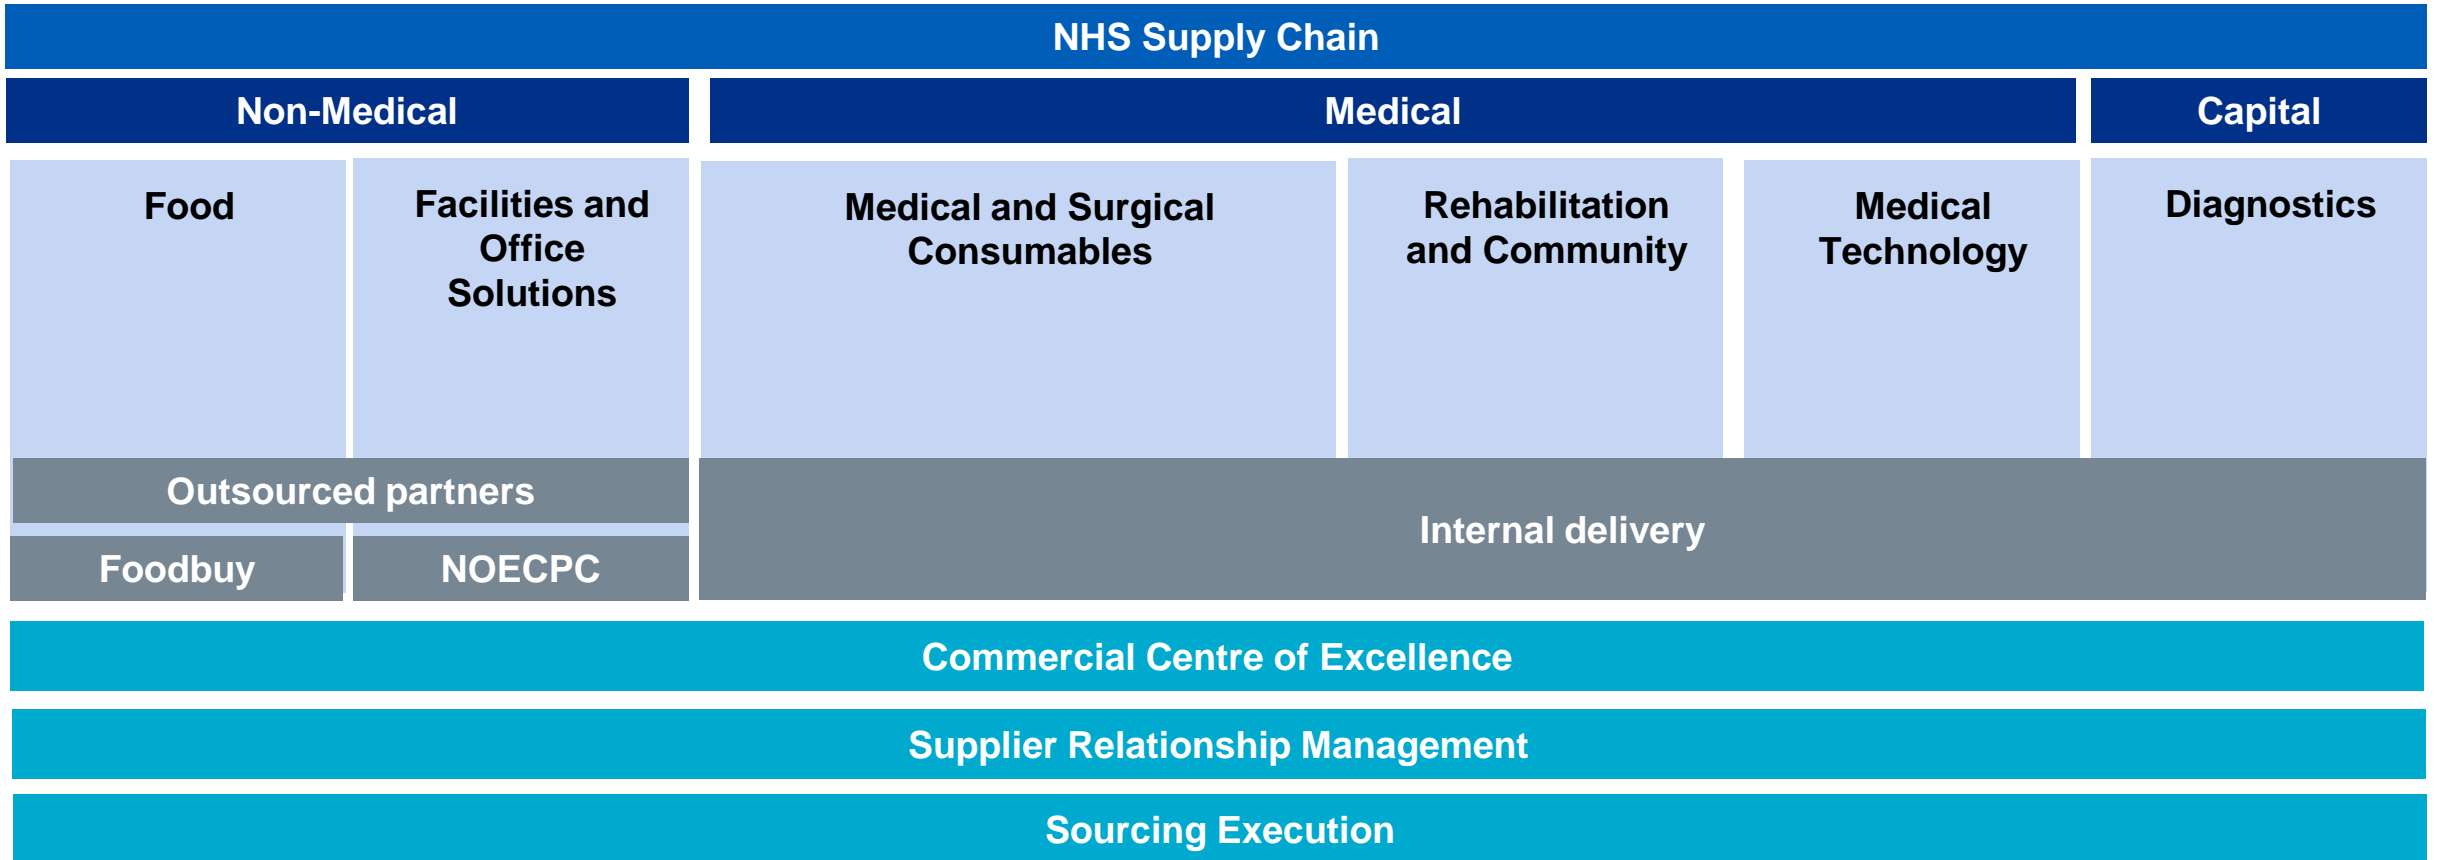 NHS Supply Chain
Non-Medical
Medical
Capital
Food
Facilities and
Office
Solutions
Medical and Surgical
Consumables
Rehabilitation
and Community
Medical
Technology
Diagnostics
Outsourced partners
Internal delivery
Foodbuy
NOECPC
Commercial Centre of Excellence
Supplier Relationship Management
Sourcing Execution